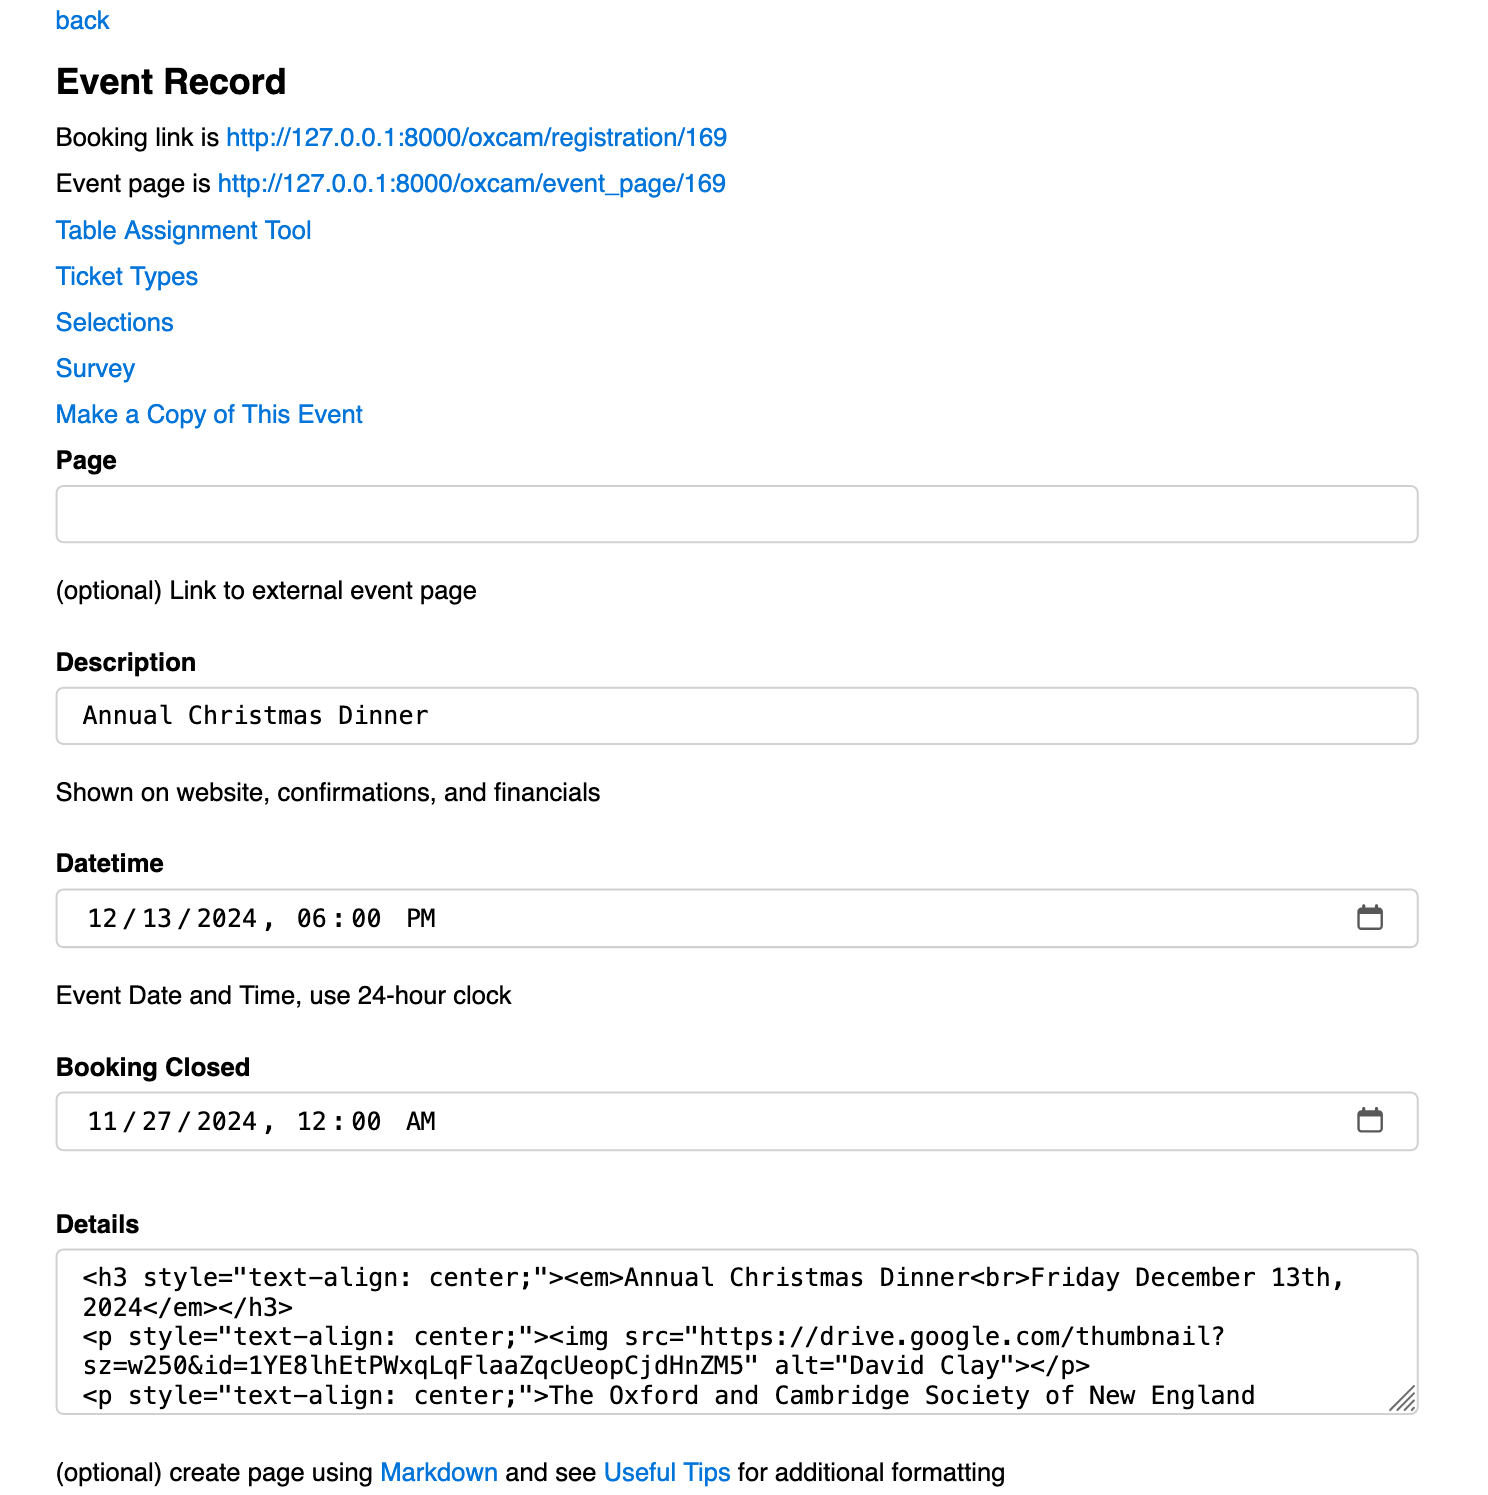 back
Event Record
Booking link is http://127.0.0.1:8000/oxcam/registration/169
Event page is http://127.0.0.1:8000/oxcam/event_page/169
Table Assignment Tool
Ticket Types
Selections
Survey
Make a Copy of This Event
Page
(optional) Link to external event page
Description
Annual Christmas Dinner
Shown on website, confirmations, and financials
Datetime
12/13/2024, 06:00 PM
Event Date and Time, use 24-hour clock
Booking Closed
11/27/2024, 12:00 AM
Details
<h3 style="text-align: center;"><em>Annual Christmas Dinner<br>Friday December 13th,
2024</em></h3>
<p style="text-align: center;"><img src="https://drive.google.com/thumbnail?
sz=w250&id=1YE8lhEtPWxqLqFlaaZqcUeopCjdHnZM5" alt="David Clay"></p>
<p style="text-align: center;">The Oxford and Cambridge Society of New England
(optional) create page using Markdown and see Useful Tips for additional formatting